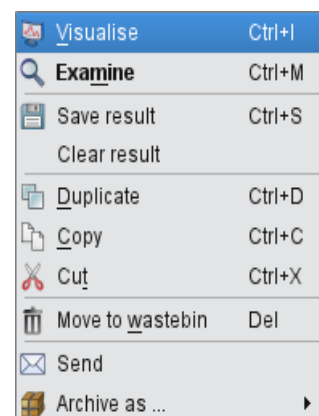 Visualise Ctrl+I
Examine Ctrl+M
Save result Ctrl+S
Clear result
Duplicate Ctrl+D
Copy Ctrl+C
Cut Ctrl+X
Move to wastebin Del
Send
Archive as ...